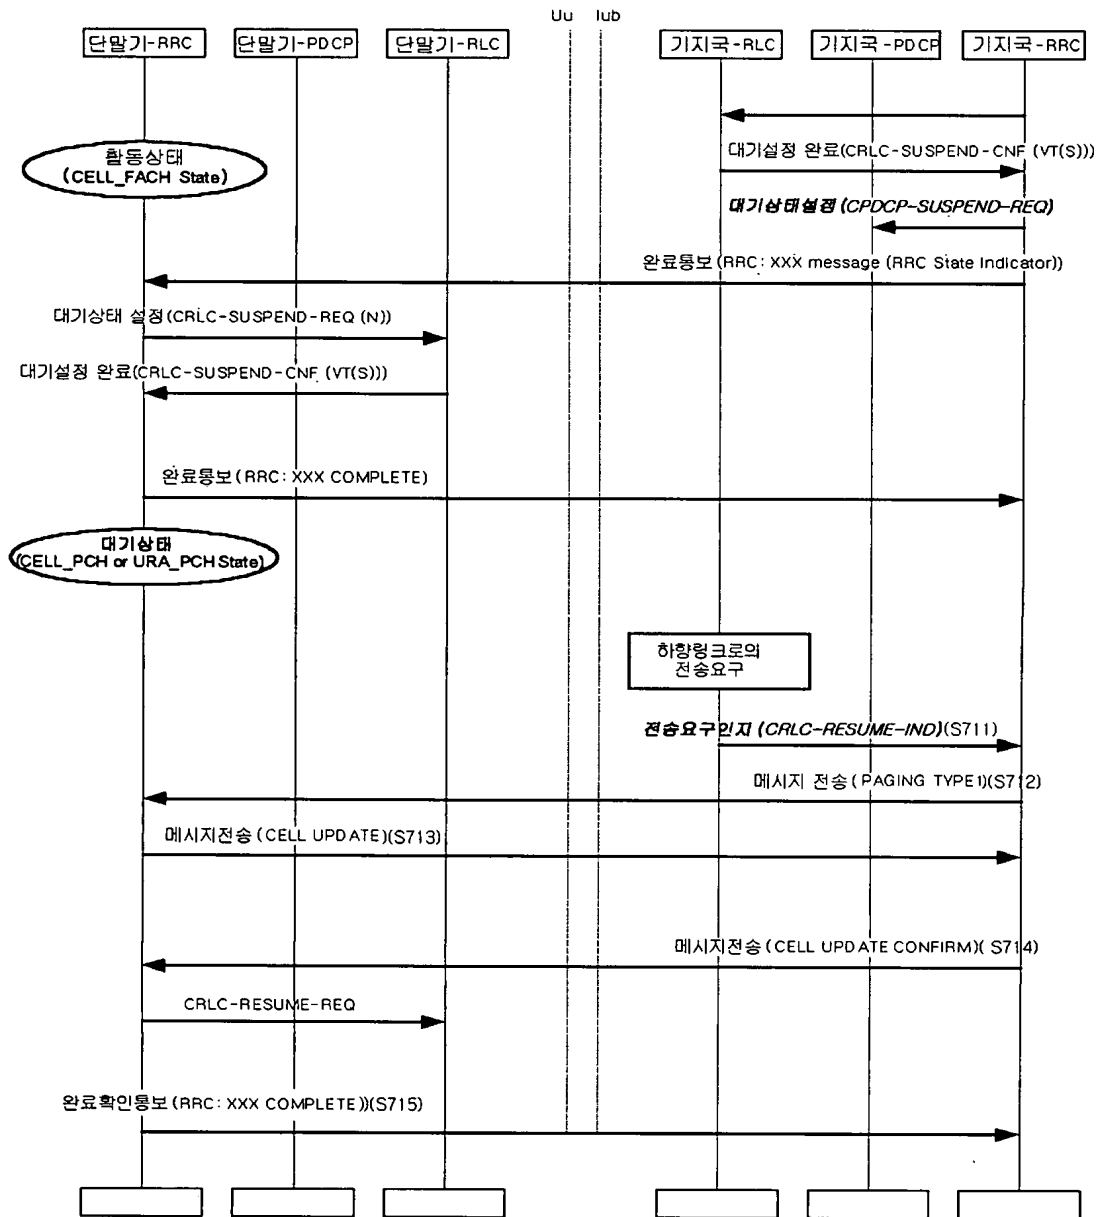 Uu Iub
단말기-RRC 단말기-PDCP 단말기-RLC 기지국-RLC 기지국-PDCP 기지국-RRC
대기설정 완료(CRLC-SUSPEND-CNF (VT(S)))
활동상태
(CELL_FACH State)
대기상태설정 (CPDCP-SUSPEND-REQ)
완료통보(RRC: XXX message (RRC State Indicator))
대기상태 설정(CRLC-SUSPEND-REQ (N))
대기설정 완료(CRLC-SUSPEND-CNF (VT(S)))
완료통보(RRC: XXX COMPLETE)
대기상태
(CELL_PCH or URA_PCH State)
하향링크로의
전송요구
전송요구인지 (CRLC-RESUME-IND)(S711)
메시지 전송(PAGING TYPE1)(S712)
메시지전송(CELL UPDATE)(S713)
메시지전송(CELL UPDATE CONFIRM)( S714)
CRLC-RESUME-REQ
완료확인통보(RRC: XXX COMPLETE))(S715)